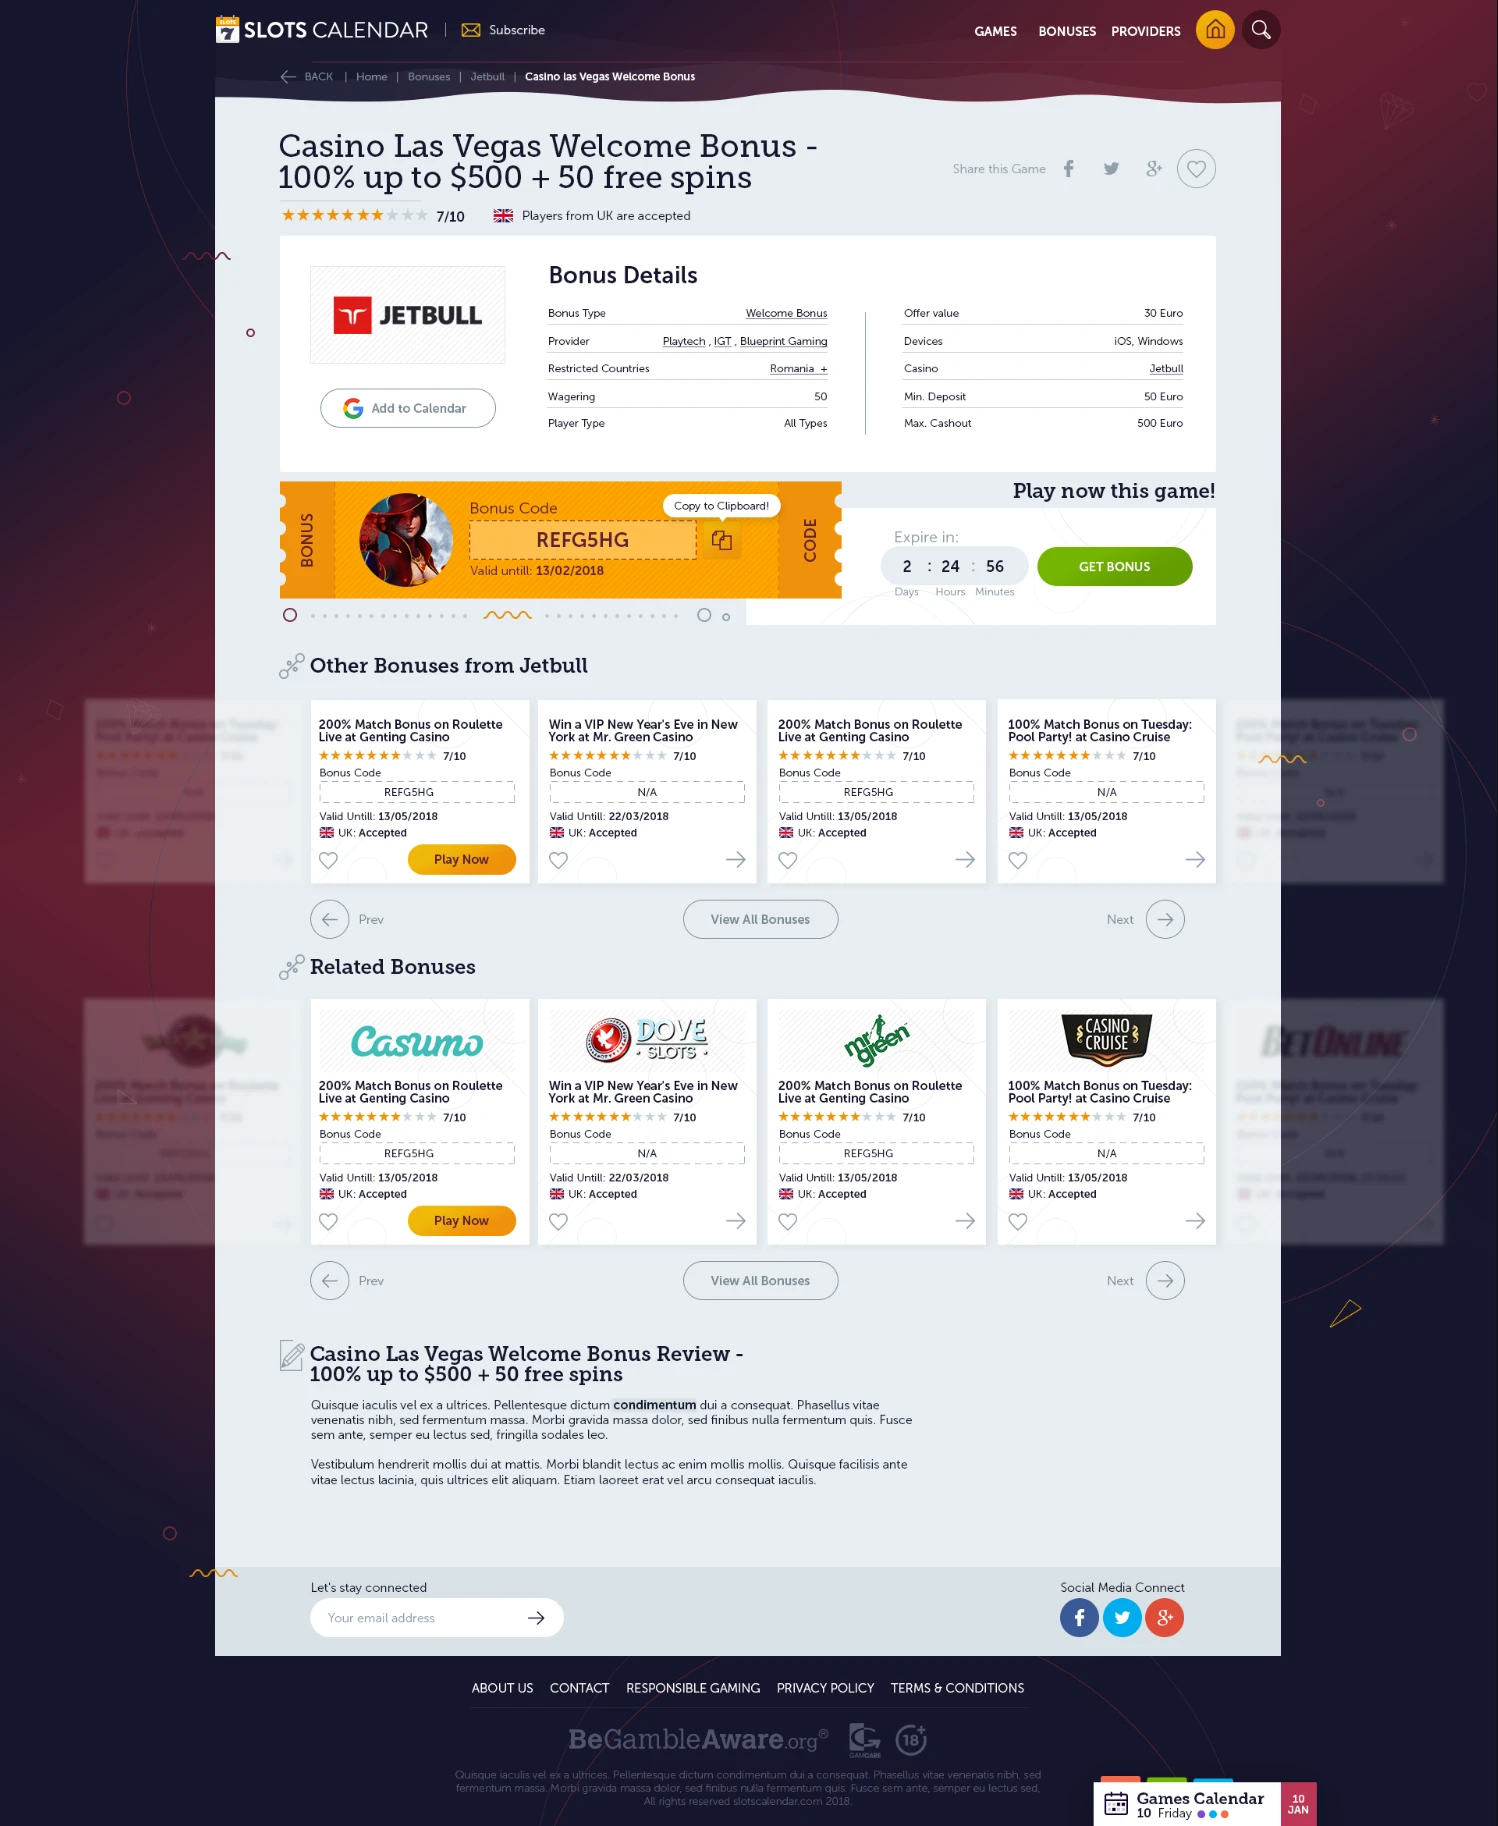 SLOTS
7
SLOTS CALENDAR
Subscribe
GAMES BONUSES PROVIDERS
BACK | Home | Bonuses | Jetbull | Casino las Vegas Welcome Bonus
Casino Las Vegas Welcome Bonus -
100% up to $500 + 50 free spins
Share this Game
7/10 Players from UK are accepted
JETBULL
Add to Calendar
Bonus Details
Bonus Type Welcome Bonus
Provider Playtech , IGT , Blueprint Gaming
Restricted Countries Romania +
Wagering 50
Player Type All Types
Offer value 30 Euro
Devices iOS, Windows
Casino Jetbull
Min. Deposit 50 Euro
Max. Cashout 500 Euro
BONUS
Bonus Code
Copy to Clipboard!
REFG5HG
Valid untill: 13/02/2018
CODE
Play now this game!
Expire in:
2 : 24 : 56
Days Hours Minutes
GET BONUS
Other Bonuses from Jetbull
200% Match Bonus on Roulette
Live at Genting Casino
7/10
Bonus Code
REFG5HG
Valid Untill: 13/05/2018
UK: Accepted
Play Now
Win a VIP New Year's Eve in New
York at Mr. Green Casino
7/10
Bonus Code
N/A
Valid Untill: 22/03/2018
UK: Accepted
200% Match Bonus on Roulette
Live at Genting Casino
7/10
Bonus Code
REFG5HG
Valid Untill: 13/05/2018
UK: Accepted
100% Match Bonus on Tuesday:
Pool Party! at Casino Cruise
7/10
Bonus Code
N/A
Valid Untill: 13/05/2018
UK: Accepted
Prev
View All Bonuses
Next
Related Bonuses
Casumo
200% Match Bonus on Roulette
Live at Genting Casino
7/10
Bonus Code
REFG5HG
Valid Untill: 13/05/2018
UK: Accepted
Play Now
DOVE
SLOTS
Win a VIP New Year's Eve in New
York at Mr. Green Casino
7/10
Bonus Code
N/A
Valid Untill: 22/03/2018
UK: Accepted
mr green
200% Match Bonus on Roulette
Live at Genting Casino
7/10
Bonus Code
REFG5HG
Valid Untill: 13/05/2018
UK: Accepted
CASINO
CRUISE
100% Match Bonus on Tuesday:
Pool Party! at Casino Cruise
7/10
Bonus Code
N/A
Valid Untill: 13/05/2018
UK: Accepted
BETONLINE
Prev
View All Bonuses
Next
Casino Las Vegas Welcome Bonus Review -
100% up to $500 + 50 free spins
Quisque iaculis vel ex a ultrices. Pellentesque dictum condimentum dui a consequat. Phasellus vitae
venenatis nibh, sed fermentum massa. Morbi gravida massa dolor, sed finibus nulla fermentum quis. Fusce
sem ante, semper eu lectus sed, fringilla sodales leo.
Vestibulum hendrerit mollis dui at mattis. Morbi blandit lectus ac enim mollis mollis. Quisque facilisis ante
vitae lectus lacinia, quis ultrices elit aliquam. Etiam laoreet erat vel arcu consequat iaculis.
Let's stay connected
Your email address
Social Media Connect
ABOUT US CONTACT RESPONSIBLE GAMING PRIVACY POLICY TERMS & CONDITIONS
BeGambleAware.org®
GAMCARE
18+
Quisque iaculis vel ex a ultrices. Pellentesque dictum condimentum dui a consequat. Phasellus vitae venenatis nibh, sed
fermentum massa. Morbi gravida massa dolor, sed finibus nulla fermentum quis. Fusce sem ante, semper eu lectus sed,
All rights reserved slotscalendar.com 2018.
Games Calendar
10 Friday
10
JAN